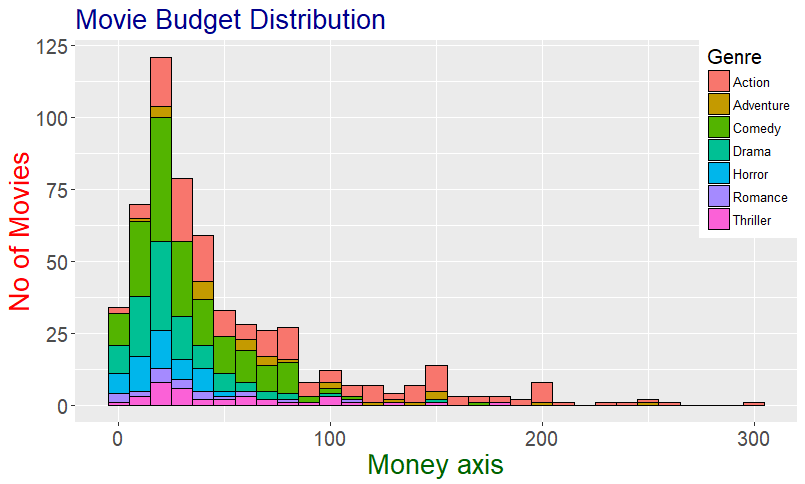 Movie Budget Distribution
No of Movies
125
100
75
50
25
0
0 100 200 300
Money axis
Genre
Action
Adventure
Comedy
Drama
Horror
Romance
Thriller